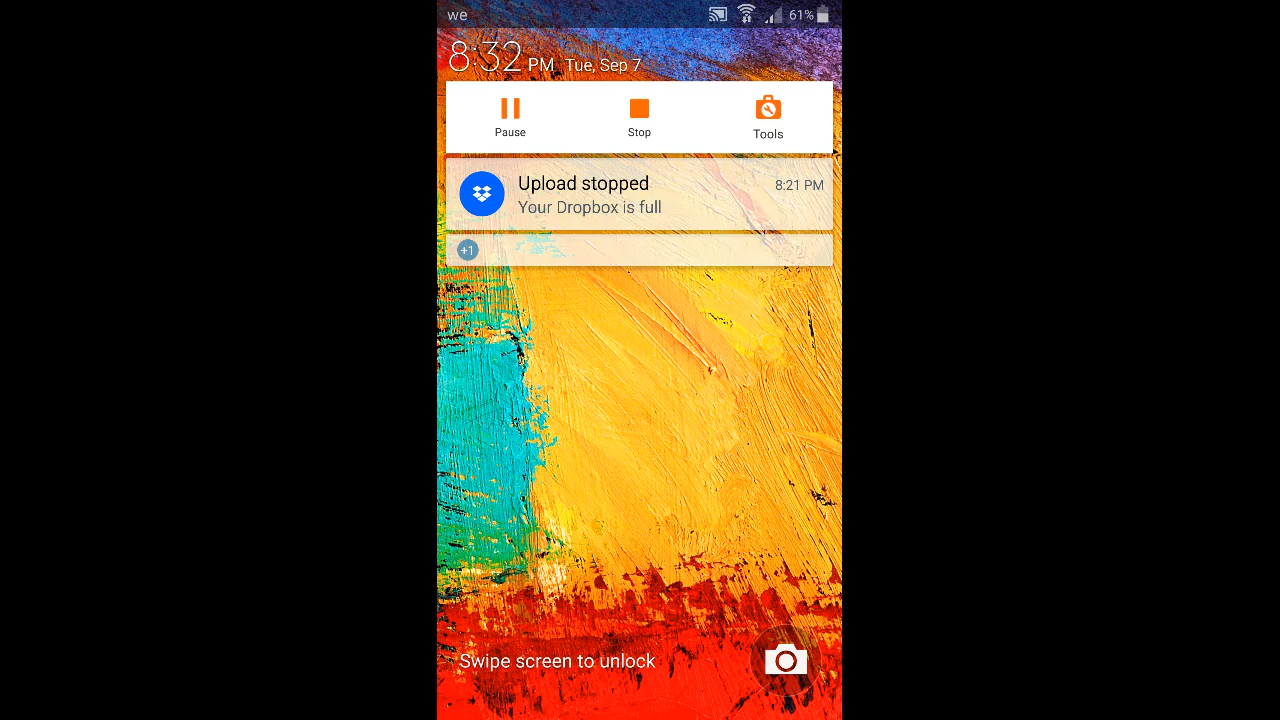 we 61%
8:32 PM Tue, Sep 7
Pause Stop Tools
Upload stopped 8:21 PM
Your Dropbox is full
+1
Swipe screen to unlock